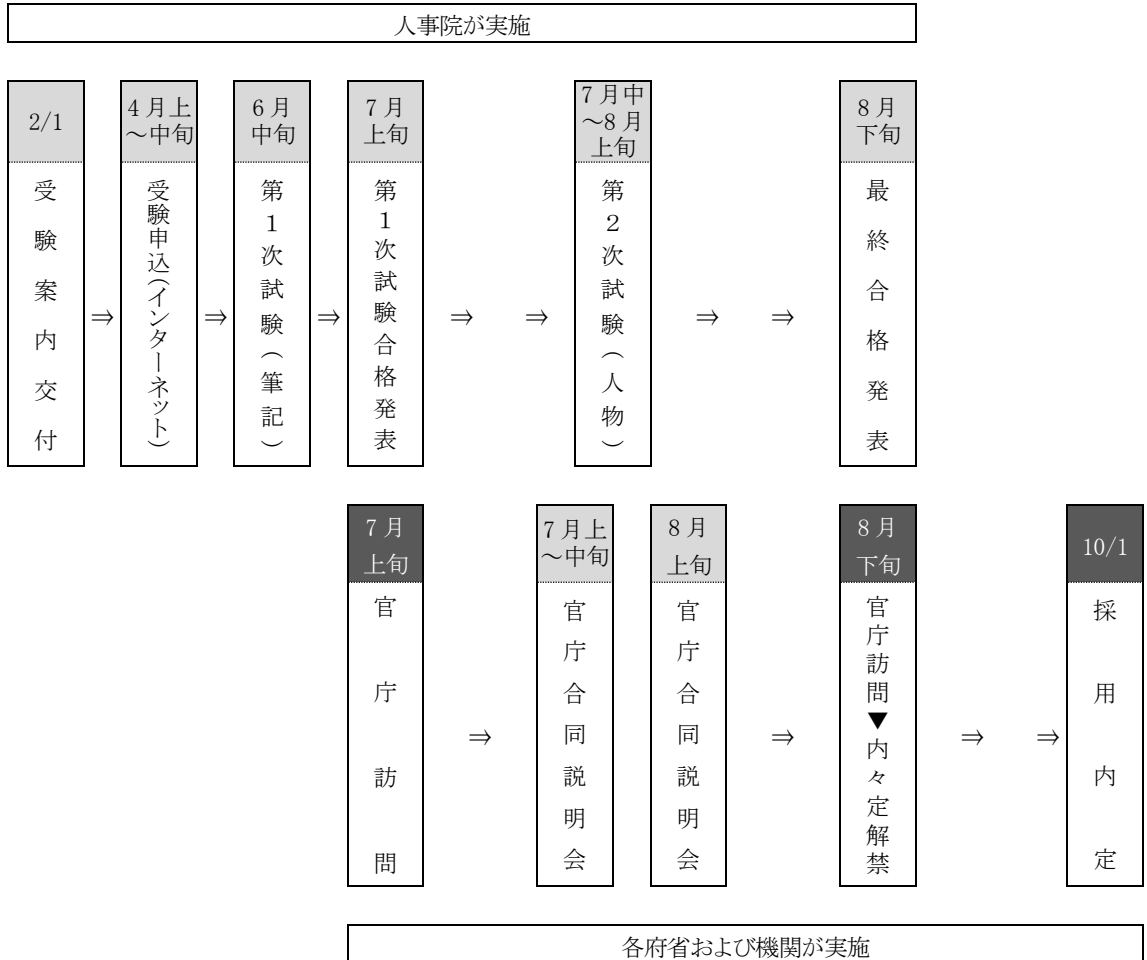 人事院が実施
2/1
受験案内交付
⇒
4月上
~中旬
受験申込(インターネット)
⇒
6月
中旬
第1次試験(筆記)
⇒
7月
上旬
第1次試験合格発表
⇒
⇒
7月中
~8月
上旬
第2次試験(人物)
⇒
⇒
8月
下旬
最終合格発表
7月
上旬
官庁訪問
⇒
7月上
~中旬
官庁合同説明会
8月
上旬
官庁合同説明会
⇒
8月
下旬
官庁訪問▼内々定解禁
⇒
⇒
10/1
採用内定
各府省および機関が実施